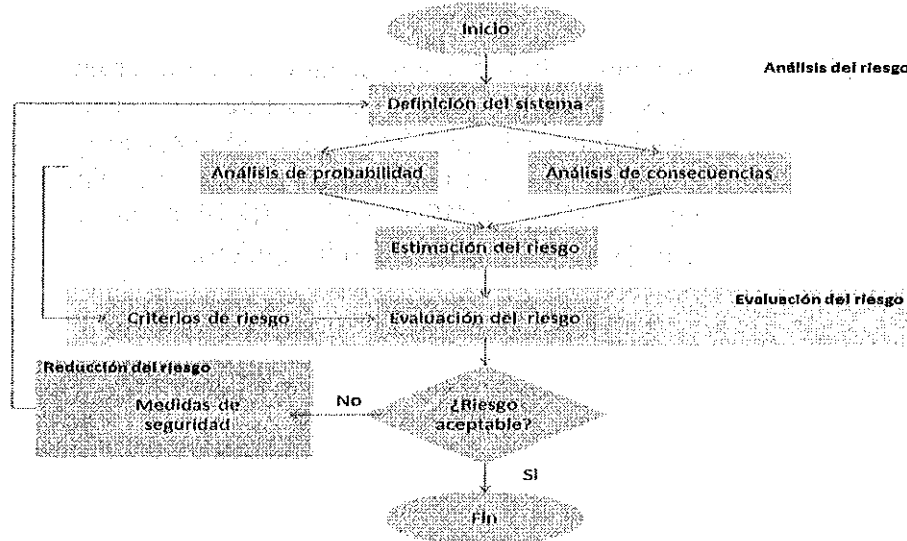 Inicio
Análisis del riesgo
Definición del sistema
Análisis de probabilidad
Análisis de consecuencias
Estimación del riesgo
Evaluación del riesgo
Criterios de riesgo
Evaluación del riesgo
Reducción del riesgo
Medidas de
seguridad
No
¿Riesgo
aceptable?
Si
Fin